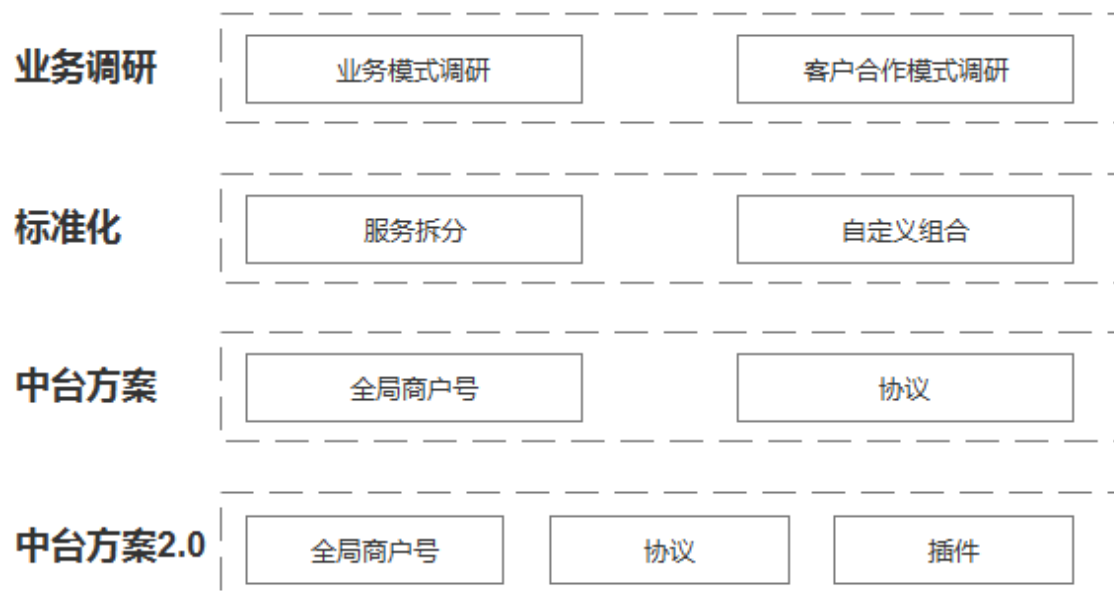 业务调研
业务模式调研
客户合作模式调研
标准化
服务拆分
自定义组合
中台方案
全局商户号
协议
中台方案2.0
全局商户号
协议
插件